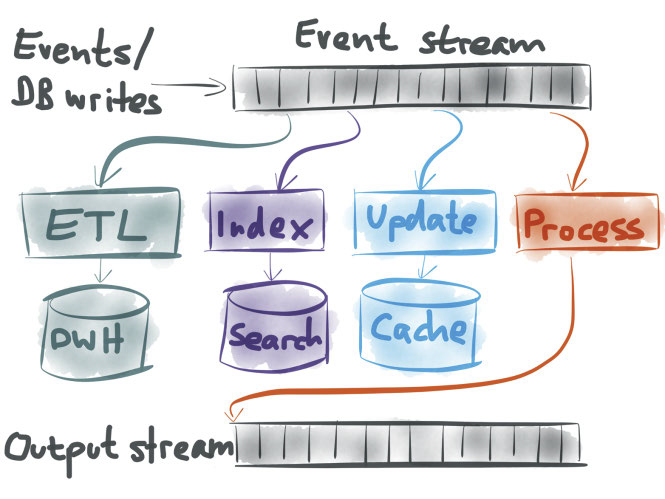 Events/
DB writes
Event stream
ETL
Index
Update
Process
DWH
Search
Cache
Output stream